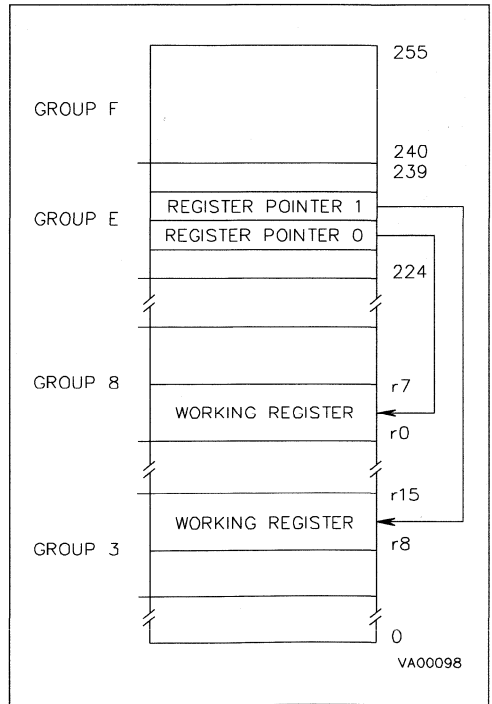 255
GROUP F
240
239
REGISTER POINTER 1
GROUP E
REGISTER POINTER 0
224
GROUP 8
r7
WORKING REGISTER
r0
r15
WORKING REGISTER
r8
GROUP 3
0
VA00098